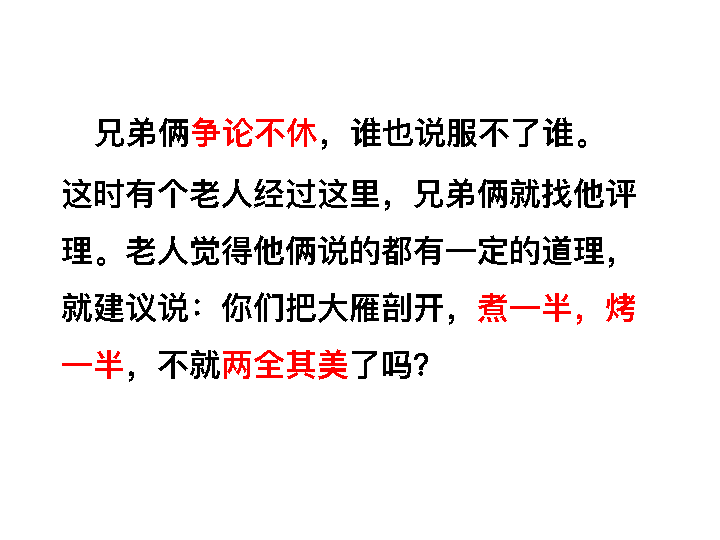 兄弟俩争论不休，谁也说服不了谁。
这时有个老人经过这里，兄弟俩就找他评
理。老人觉得他俩说的都有一定的道理，
就建议说：你们把大雁剖开，煮一半，烤
一半，不就两全其美了吗？